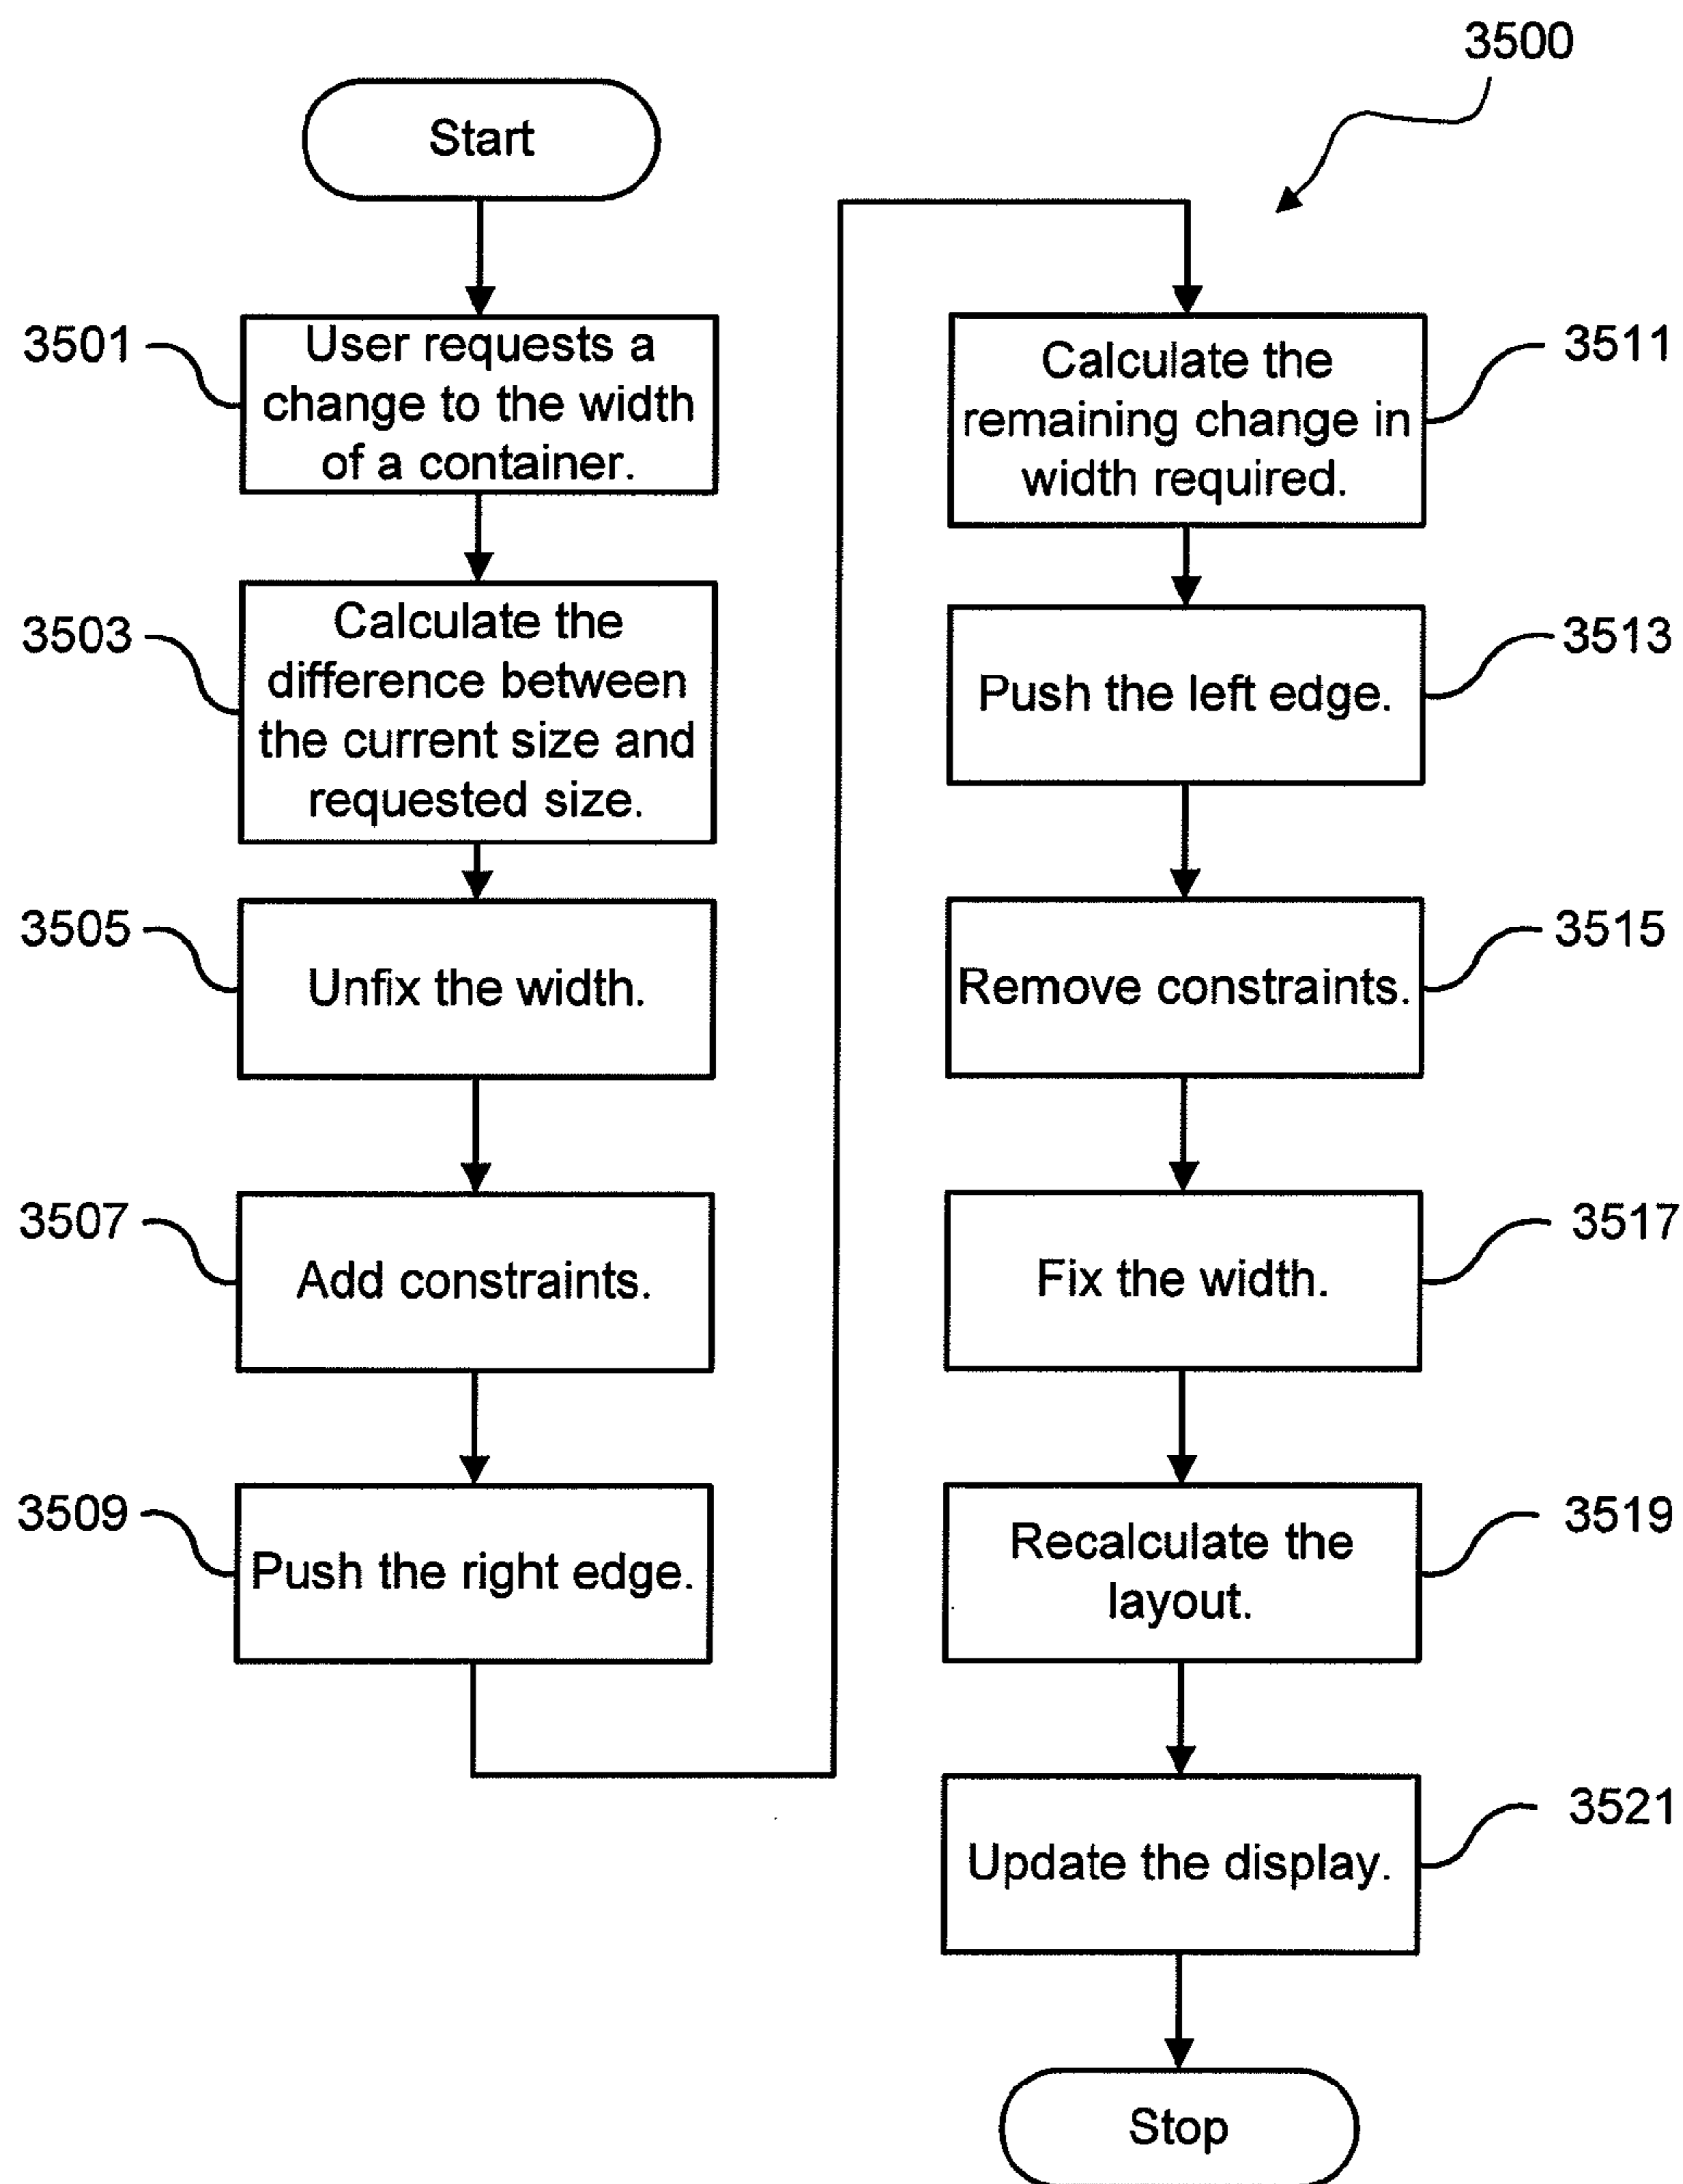 3500
Start
3501
User requests a
change to the width
of a container.
3503
Calculate the
difference between
the current size and
requested size.
3505
Unfix the width.
3507
Add constraints.
3509
Push the right edge.
3511
Calculate the
remaining change in
width required.
3513
Push the left edge.
3515
Remove constraints.
3517
Fix the width.
3519
Recalculate the
layout.
3521
Update the display.
Stop